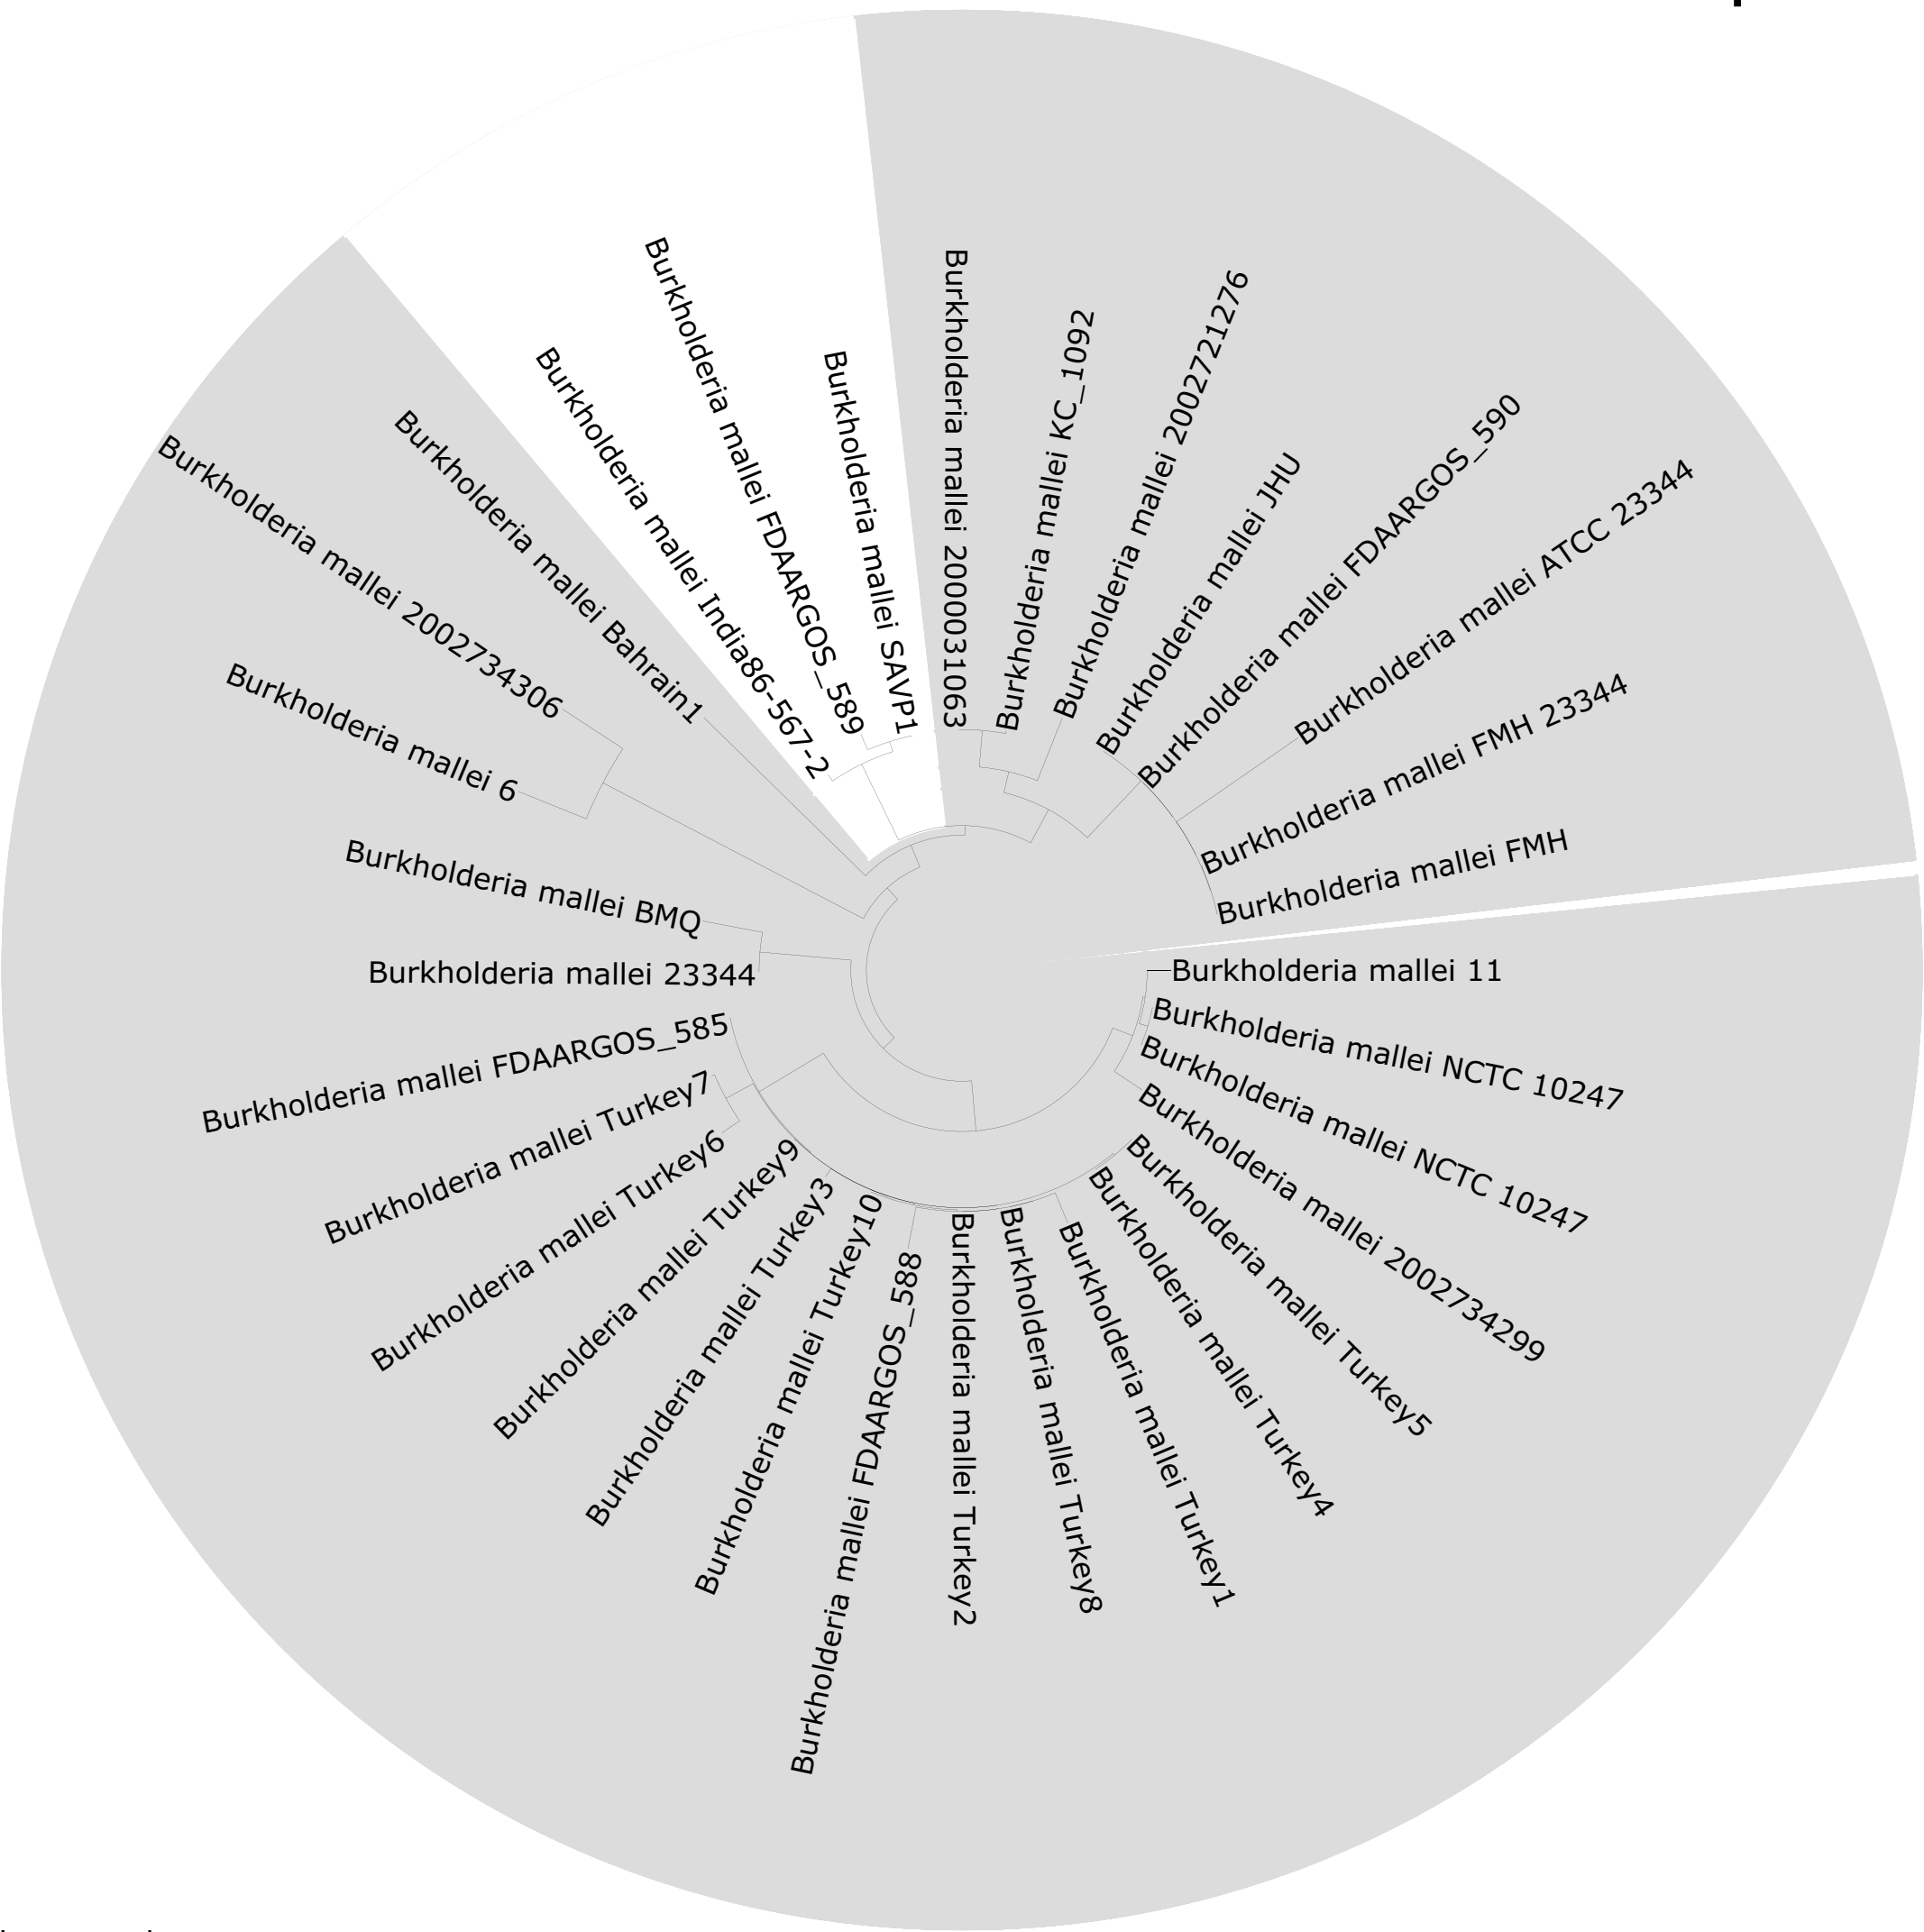 Burkholderia mallei 2000031063
Burkholderia mallei KC_1092
Burkholderia mallei 2002721276
Burkholderia mallei JHU
Burkholderia mallei FDAARGOS_590
Burkholderia mallei ATCC 23344
Burkholderia mallei FMH 23344
Burkholderia mallei FMH
Burkholderia mallei 11
Burkholderia mallei NCTC 10247
Burkholderia mallei NCTC 10247
Burkholderia mallei 2002734299
Burkholderia mallei Turkey5
Burkholderia mallei Turkey4
Burkholderia mallei Turkey1
Burkholderia mallei Turkey8
Burkholderia mallei Turkey2
Burkholderia mallei FDAARGOS_588
Burkholderia mallei Turkey10
Burkholderia mallei Turkey3
Burkholderia mallei Turkey9
Burkholderia mallei Turkey6
Burkholderia mallei Turkey7
Burkholderia mallei FDAARGOS_585
Burkholderia mallei 23344
Burkholderia mallei BMQ
Burkholderia mallei 6
Burkholderia mallei 2002734306
Burkholderia mallei Bahrain1
Burkholderia mallei India86-567-2
Burkholderia mallei FDAARGOS_589
Burkholderia mallei SAVP1